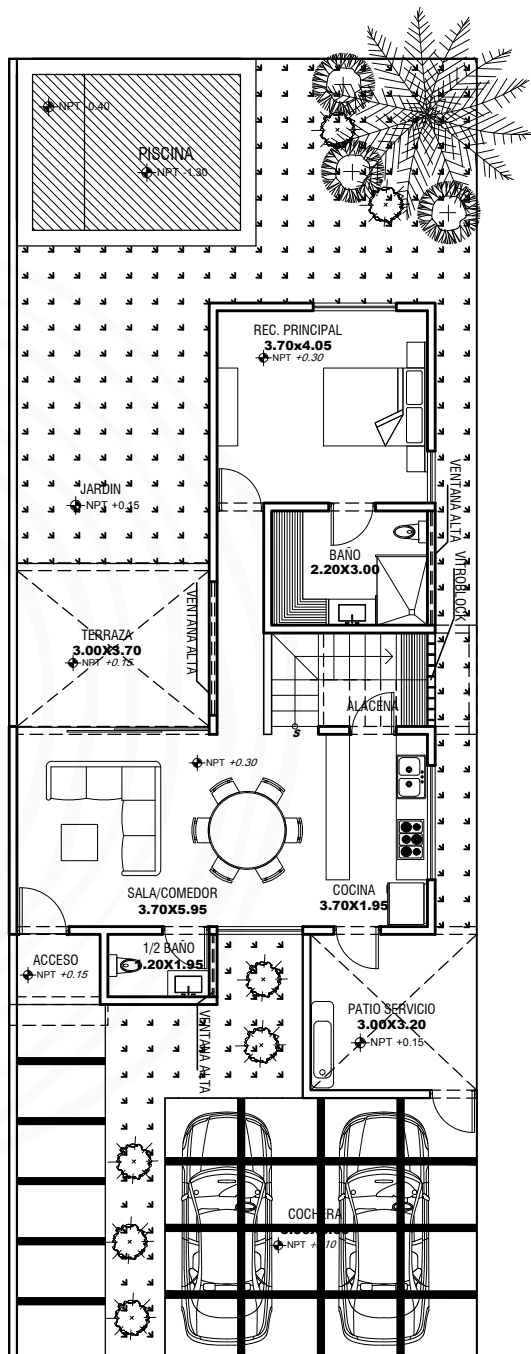 NPT -0.40
PISCINA
NPT -1.30
REC. PRINCIPAL
3.70x4.05
NPT +0.30
JARDIN
NPT +0.15
VENTANA ALTA
VITROBLOCK
BAÑO
2.20X3.00
TERRAZA
3.00X3.70
NPT +0.15
VENTANA ALTA
ALACENA
S
NPT +0.30
SALA/COMEDOR
3.70X5.95
COCINA
3.70X1.95
ACCESO
NPT +0.15
1/2 BAÑO
.20X1.95
VENTANA ALTA
PATIO SERVICIO
3.00X3.20
NPT +0.15
COCHERA
NPT